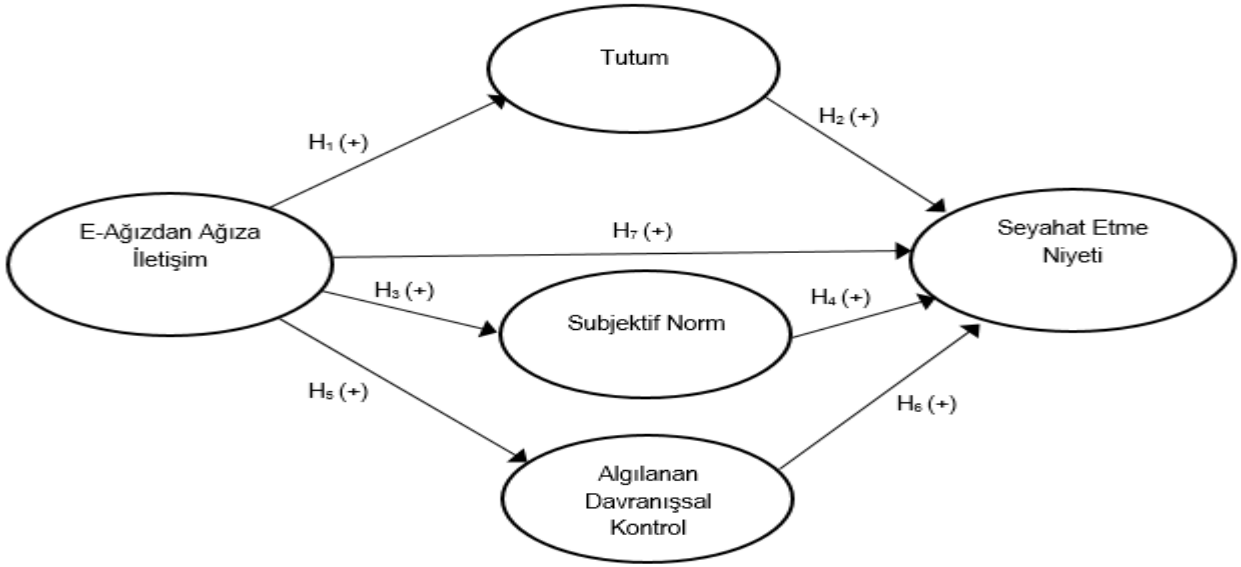 Tutum
H₁ (+)
H₂ (+)
E-Ağızdan Ağıza
İletişim
H₇ (+)
Seyahat Etme
Niyeti
H₃ (+)
H₄ (+)
Subjektif Norm
H₅ (+)
H₆ (+)
Algılanan
Davranışsal
Kontrol